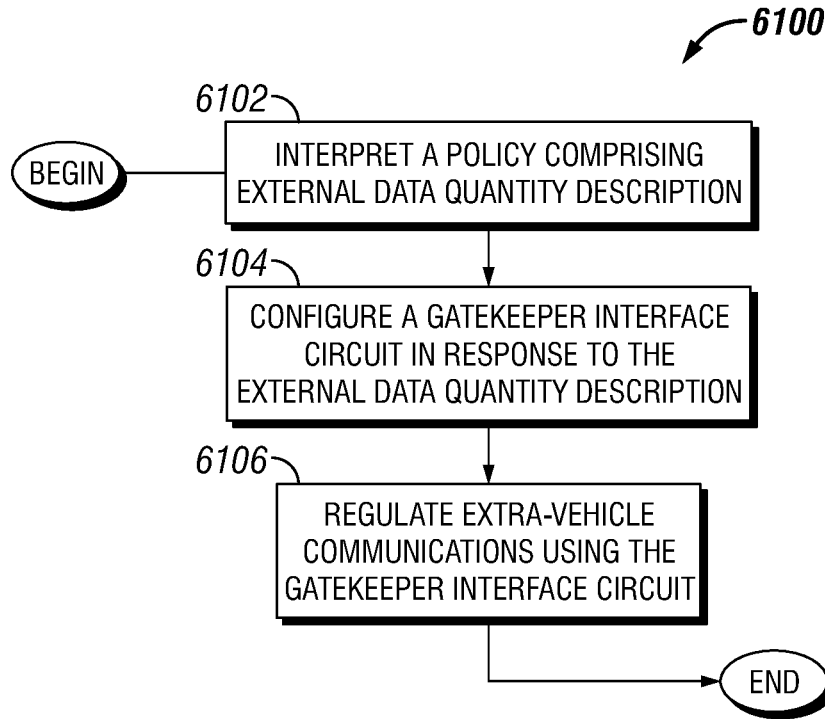 6100
6102
BEGIN
INTERPRET A POLICY COMPRISING
EXTERNAL DATA QUANTITY DESCRIPTION
6104
CONFIGURE A GATEKEEPER INTERFACE
CIRCUIT IN RESPONSE TO THE
EXTERNAL DATA QUANTITY DESCRIPTION
6106
REGULATE EXTRA-VEHICLE
COMMUNICATIONS USING THE
GATEKEEPER INTERFACE CIRCUIT
END